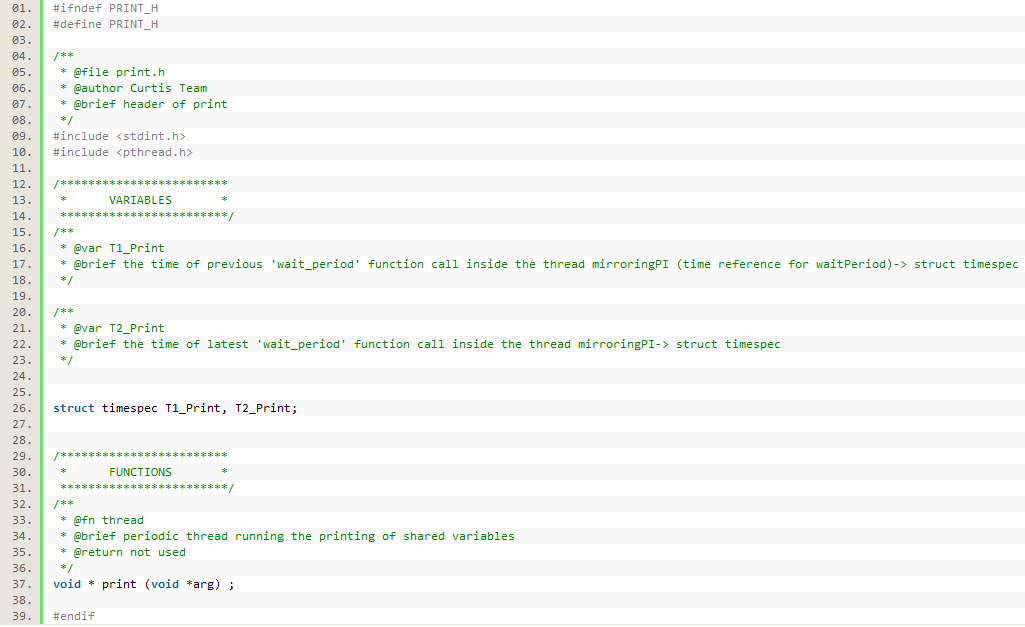 01. #ifndef PRINT_H
02. #define PRINT_H
03.
04. /**
05.  * @file print.h
06.  * @author Curtis Team
07.  * @brief header of print
08.  */
09. #include <stdint.h>
10. #include <pthread.h>
11.
12. /************************
13.  *      VARIABLES       *
14.  ************************/
15. /**
16.  * @var T1_Print
17.  * @brief the time of previous 'wait_period' function call inside the thread mirroringPI (time reference for waitPeriod)-> struct timespec
18.  */
19.
20. /**
21.  * @var T2_Print
22.  * @brief the time of latest 'wait_period' function call inside the thread mirroringPI-> struct timespec
23.  */
24.
25.
26. struct timespec T1_Print, T2_Print;
27.
28.
29. /************************
30.  *      FUNCTIONS       *
31.  ************************/
32. /**
33.  * @fn thread
34.  * @brief periodic thread running the printing of shared variables
35.  * @return not used
36.  */
37. void * print (void *arg) ;
38.
39. #endif